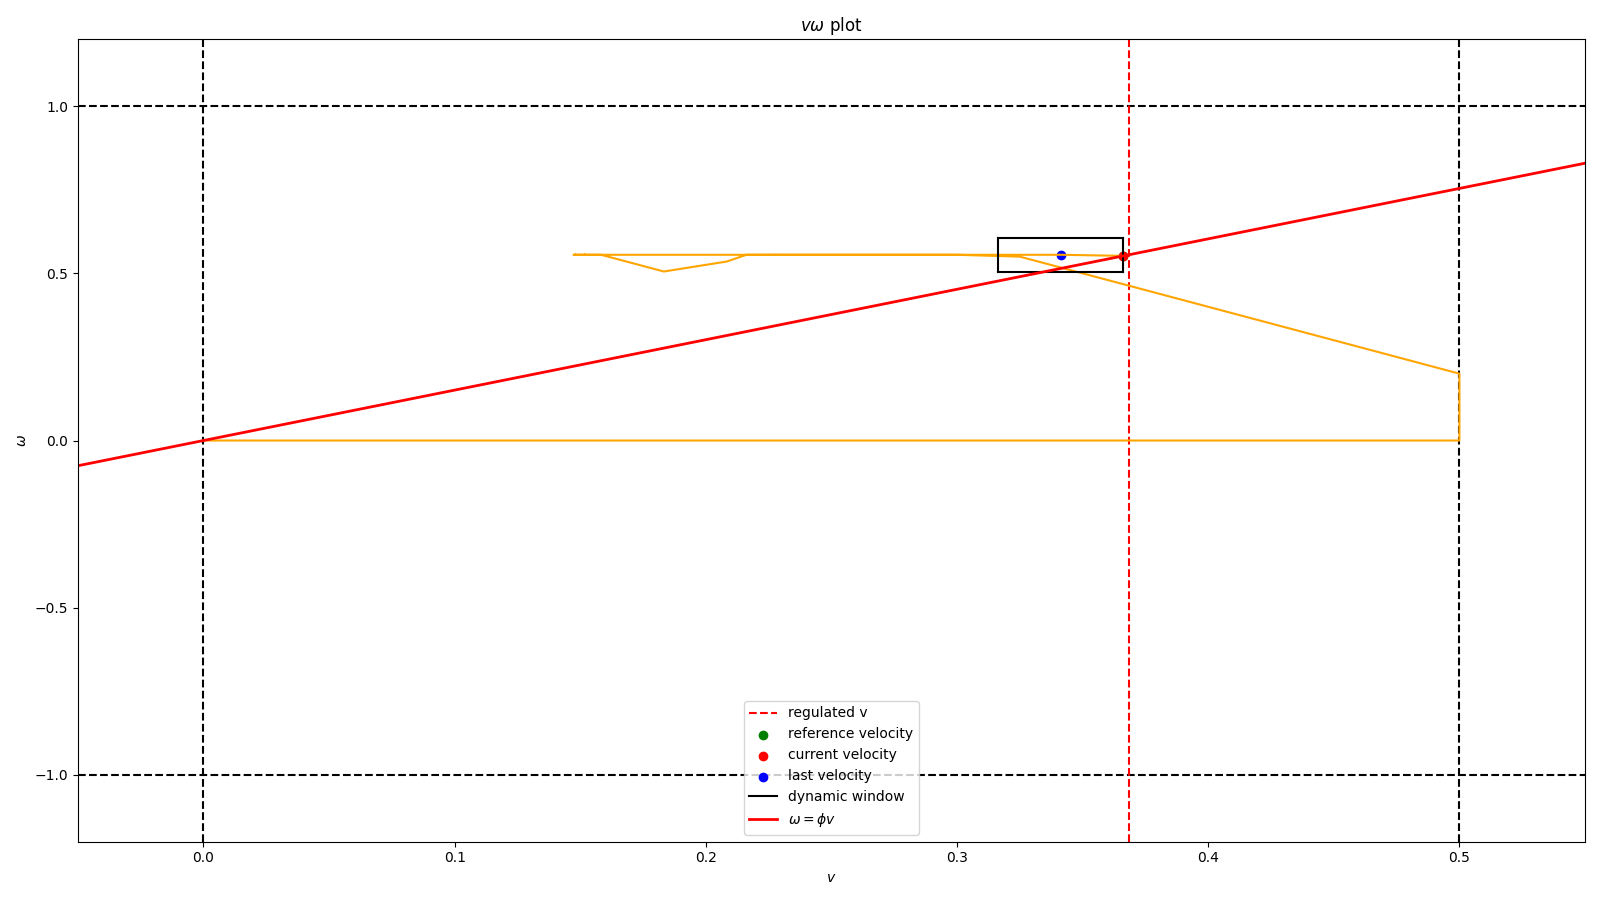 vω plot
1.0
0.5
0.0
−0.5
−1.0
ω
0.0 0.1 0.2 0.3 0.4 0.5
v
regulated v
reference velocity
current velocity
last velocity
dynamic window
ω = ϕv